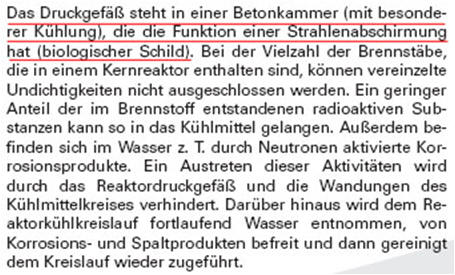 Das Druckgefäß steht in einer Betonkammer (mit besonde-
rer Kühlung), die die Funktion einer Strahlenabschirmung
hat (biologischer Schild). Bei der Vielzahl der Brennstäbe,
die in einem Kernreaktor enthalten sind, können vereinzelte
Undichtigkeiten nicht ausgeschlossen werden. Ein geringer
Anteil der im Brennstoff entstandenen radioaktiven Sub-
stanzen kann so in das Kühlmittel gelangen. Außerdem be-
finden sich im Wasser z. T. durch Neutronen aktivierte Kor-
rosionsprodukte. Ein Austreten dieser Aktivitäten wird
durch das Reaktordruckgefäß und die Wandungen des
Kühlmittelkreises verhindert. Darüber hinaus wird dem Re-
aktorkühlkreislauf fortlaufend Wasser entnommen, von
Korrosions- und Spaltprodukten befreit und dann gereinigt
dem Kreislauf wieder zugeführt.